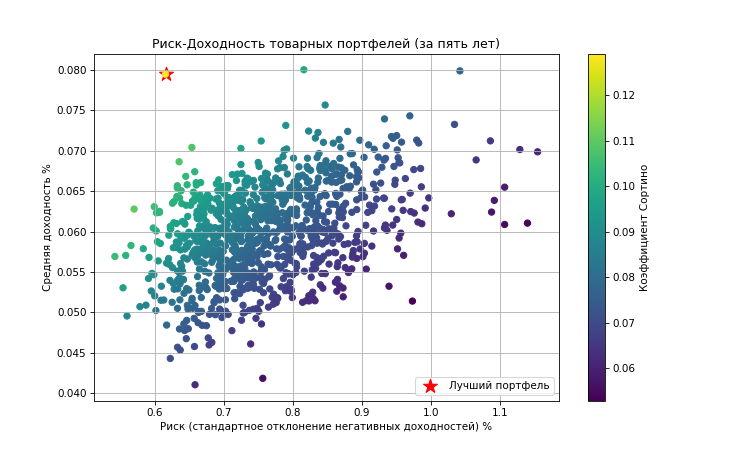 Риск-Доходность товарных портфелей (за пять лет)
Средняя доходность %
0.080
0.075
0.070
0.065
0.060
0.055
0.050
0.045
0.040
0.6 0.7 0.8 0.9 1.0 1.1
Риск (стандартное отклонение негативных доходностей) %
Лучший портфель
0.12
0.11
0.10
0.09
0.08
0.07
0.06
Коэффициент Сортино